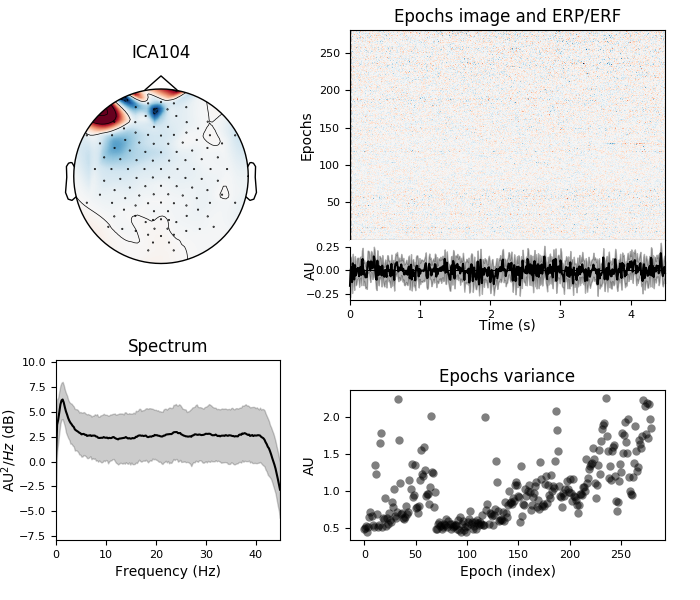 ICA104
Epochs image and ERP/ERF
Epochs
250
200
150
100
50
AU
0.25
0.00
−0.25
0 1 2 3 4
Time (s)
Spectrum
AU²/Hz (dB)
10.0
7.5
5.0
2.5
0.0
−2.5
−5.0
−7.5
0 10 20 30 40
Frequency (Hz)
Epochs variance
AU
2.0
1.5
1.0
0.5
0 50 100 150 200 250
Epoch (index)